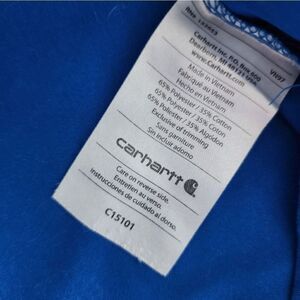 Carhartt Inc. P.O. Box 600
Dearborn, MI 48121 USA
www.Carhartt.com
VN97
Made in Vietnam
Fabriqué au Vietnam
Hecho en Vietnam
65% Polyester / 35% Cotton
65% Polyester / 35% Coton
65% Poliéster / 35% Algodón
Exclusive of trimming
Sans garniture
Sin incluir adorno
carhartt
Care on reverse side.
Entretien au verso.
Instrucciones de cuidado al dorso.
C15101